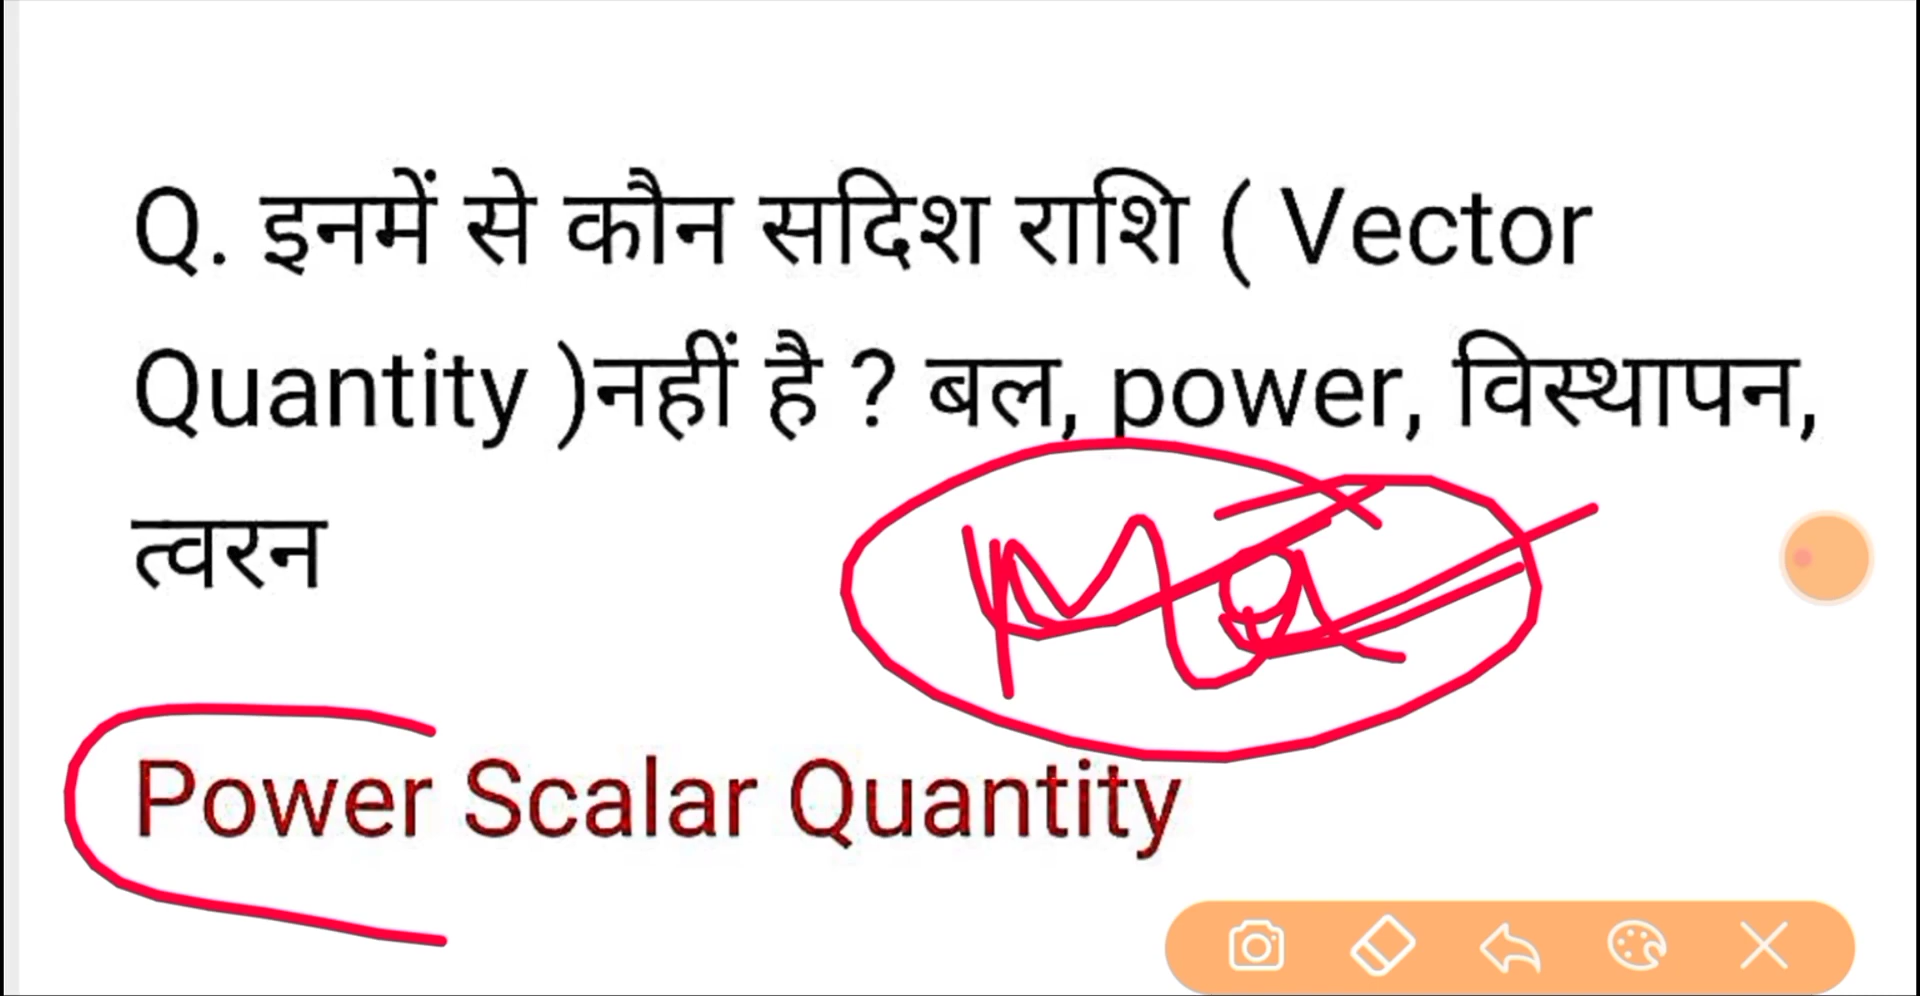 Q. इनमें से कौन सदिश राशि ( Vector
Quantity )नहीं है ? बल, power, विस्थापन,
त्वरन
Power Scalar Quantity